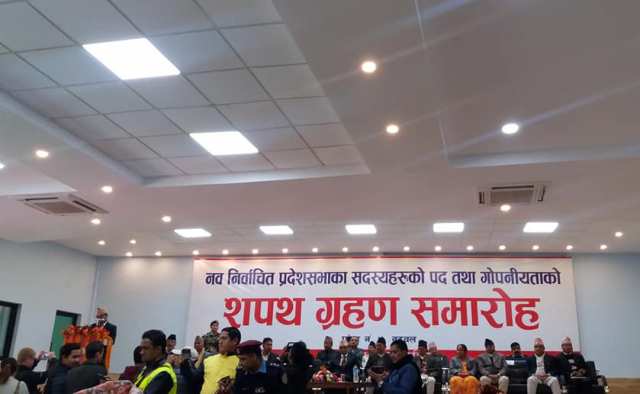 नव निर्वाचित प्रदेशसभाका सदस्यहरुको पद तथा गोपनीयताको
शपथ ग्रहण समारोह